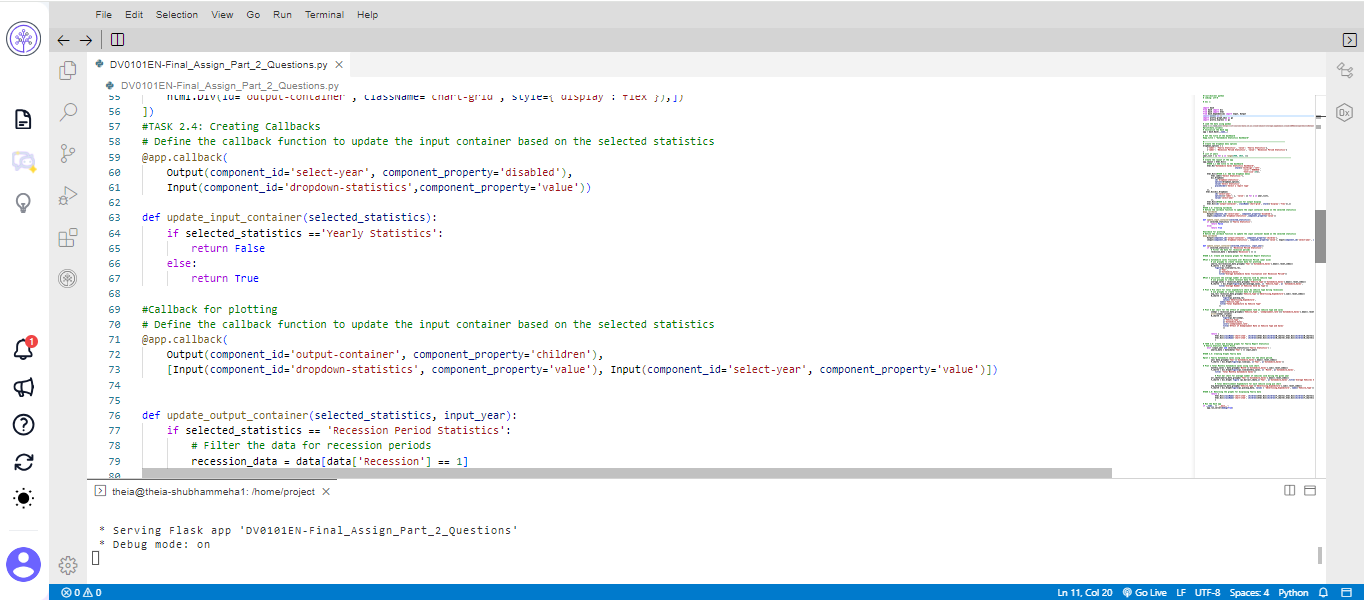 File Edit Selection View Go Run Terminal Help
DV0101EN-Final_Assign_Part_2_Questions.py
DV0101EN-Final_Assign_Part_2_Questions.py
55 html.Div(id='output-container', className='chart-grid', style={'display':'flex'}),])
56 ])
57 #TASK 2.4: Creating Callbacks
58 # Define the callback function to update the input container based on the selected statistics
59 @app.callback(
60 Output(component_id='select-year', component_property='disabled'),
61 Input(component_id='dropdown-statistics',component_property='value'))
62
63 def update_input_container(selected_statistics):
64 if selected_statistics =='Yearly Statistics':
65 return False
66 else:
67 return True
68
69 #Callback for plotting
70 # Define the callback function to update the input container based on the selected statistics
71 @app.callback(
72 Output(component_id='output-container', component_property='children'),
73 [Input(component_id='dropdown-statistics', component_property='value'), Input(component_id='select-year', component_property='value')])
74
75
76 def update_output_container(selected_statistics, input_year):
77 if selected_statistics == 'Recession Period Statistics':
78 # Filter the data for recession periods
79 recession_data = data[data['Recession'] == 1]
80
theia@theia-shubhammeha1: /home/project
* Serving Flask app 'DV0101EN-Final_Assign_Part_2_Questions'
* Debug mode: on
1
0x
0 0 Ln 11, Col 20 Go Live LF UTF-8 Spaces: 4 Python